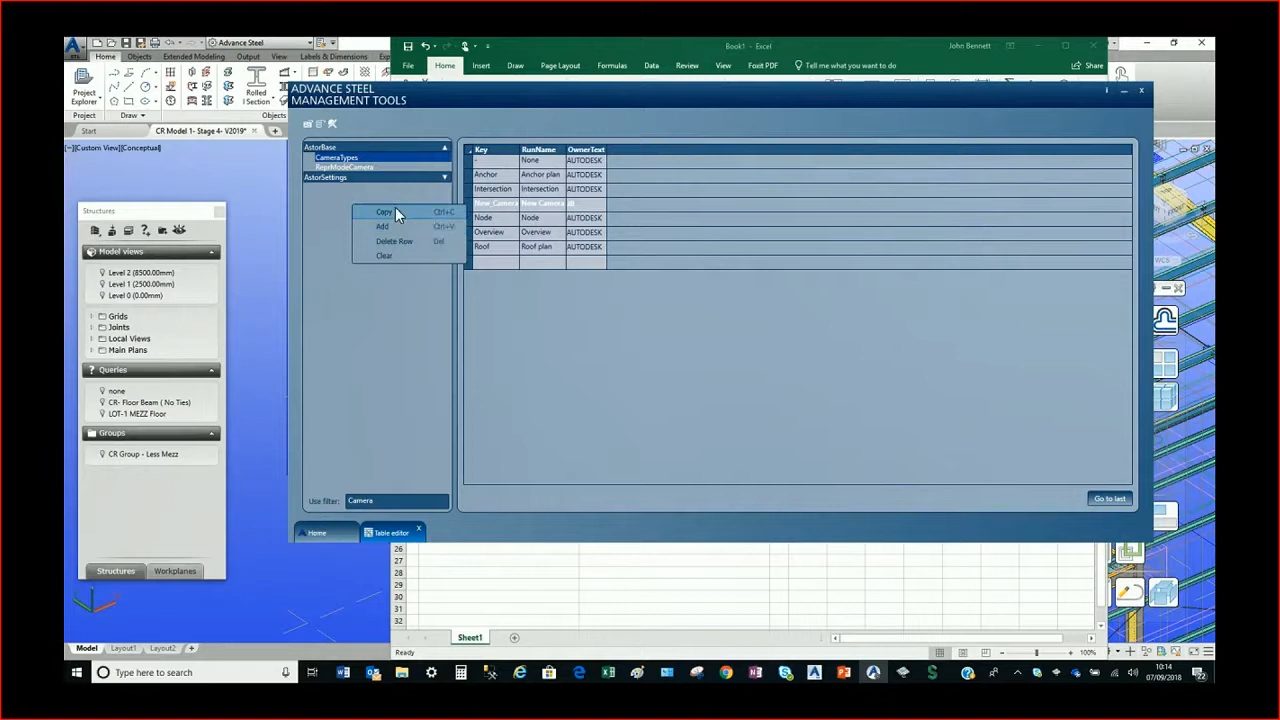 Advance Steel
Book1 - Excel
John Bennett
Home
Objects
Extended Modeling
Output
View
Labels & Dimensions
File
Home
Insert
Draw
Page Layout
Formulas
Data
Review
View
Foxit PDF
Tell me what you want to do
Share
Project
Explorer
Rolled
I Section
Project
Draw
Objects
Start
CR Model 1- Stage 4- V2019*
[-][Custom View][Conceptual]
ADVANCE STEEL
MANAGEMENT TOOLS
AstorBase
CameraTypes
ReprModeCamera
AstorSettings
Key RunName OwnerText
- None AUTODESK
Anchor Anchor plan AUTODESK
Intersection Intersection AUTODESK
New_Camera New Camera
Node Node AUTODESK
Overview Overview AUTODESK
Roof Roof plan AUTODESK
Copy Ctrl+C
Add Ctrl+V
Delete Row Del
Clear
Use filter: Camera
Go to last
Home
Table editor
Structures
Model views
Level 2 (8500.00mm)
Level 1 (2500.00mm)
Level 0 (0.00mm)
Grids
Joints
Local Views
Main Plans
Queries
none
CR- Floor Beam ( No Ties)
LOT-1 MEZZ Floor
Groups
CR Group - Less Mezz
Structures
Workplanes
WCS
26
27
28
29
30
31
32
Sheet1
Ready
100%
Model
Layout1
Layout2
Type here to search
10:14
07/09/2018
22